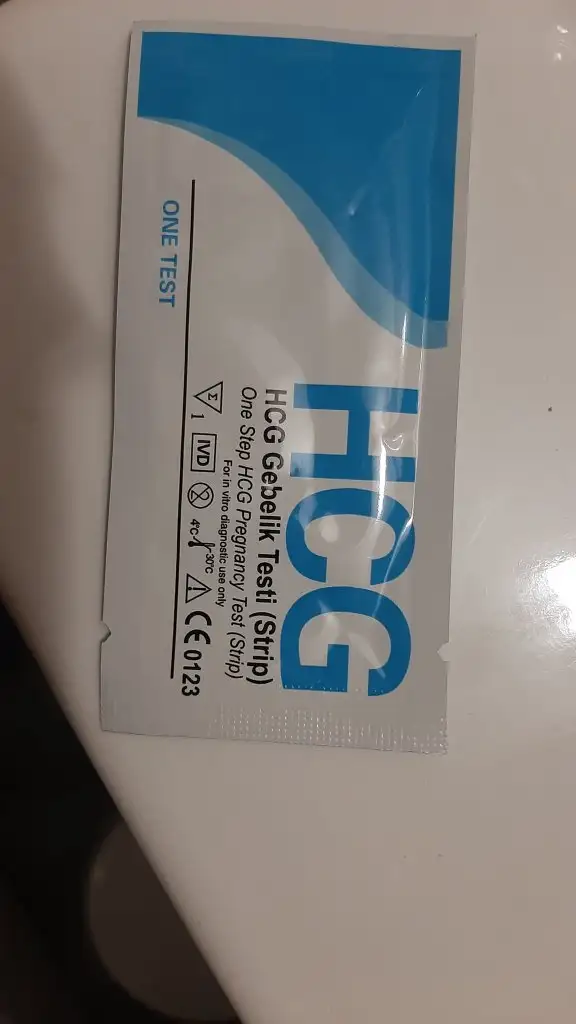 HCG
HCG Gebelik Testi (Strip)
One Step HCG Pregnancy Test (Strip)
For in vitro diagnostic use only
Σ 1 IVD 2 4°C 30°C CE 0123
ONE TEST